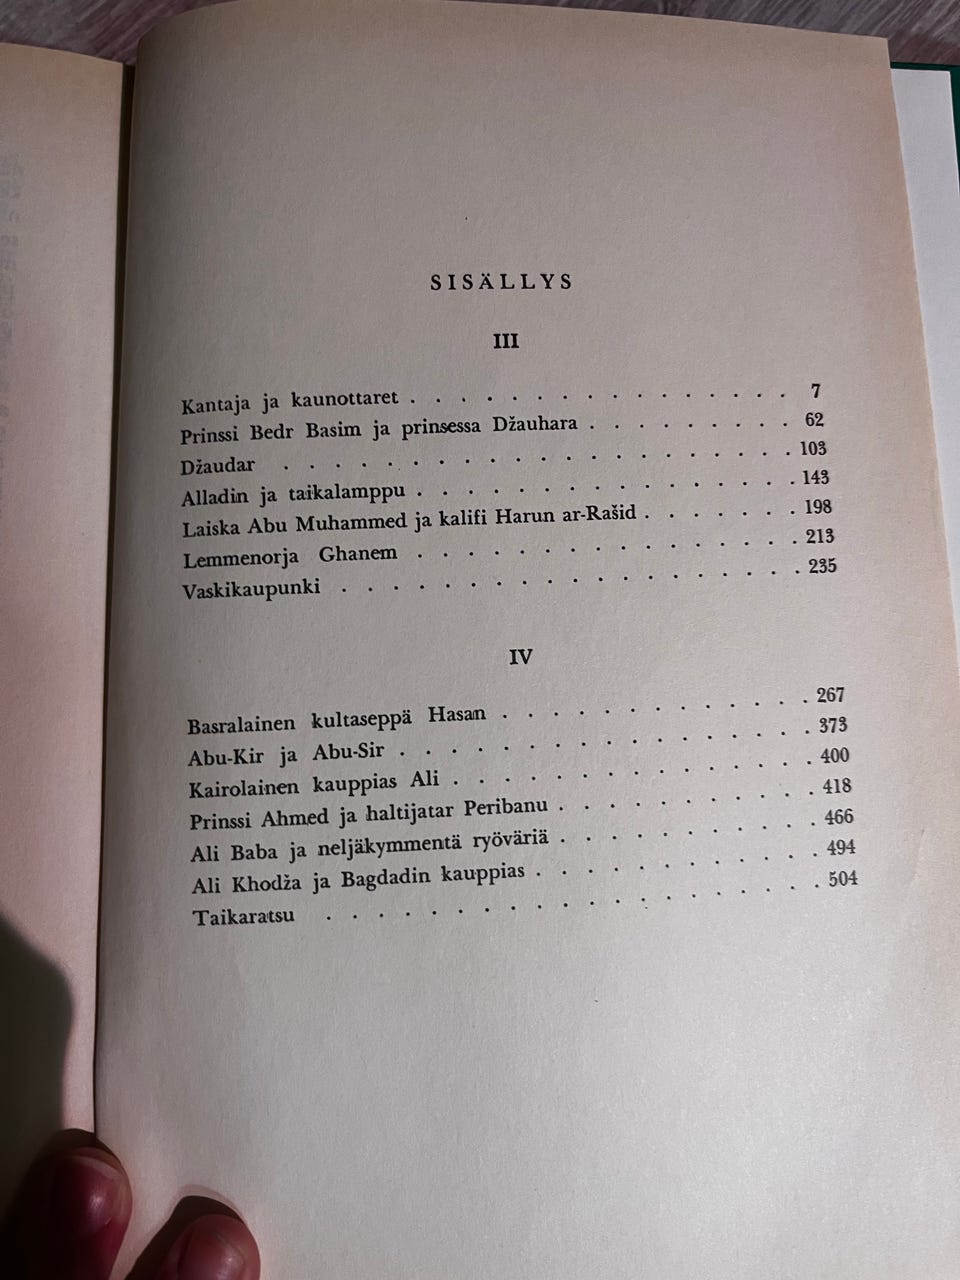 SISÄLLYS
III
Kantaja ja kaunottaret . . . . . . . . . . . . . . . 7
Prinssi Bedr Basim ja prinsessa Džauhara . . . . . . . . 62
Džaudar . . . . . . . . . . . . . . . . . . . . 103
Alladin ja taikalamppu . . . . . . . . . . . . . . . 143
Laiska Abu Muhammed ja kalifi Harun ar-Rašid . . . . . . 198
Lemmenorja Ghanem . . . . . . . . . . . . . . . 213
Vaskikaupunki . . . . . . . . . . . . . . . . . . 235
IV
Basralainen kultaseppä Hasan . . . . . . . . . . . . 267
Abu-Kir ja Abu-Sir . . . . . . . . . . . . . . . . 373
Kairolainen kauppias Ali . . . . . . . . . . . . . . 400
Prinssi Ahmed ja haltijatar Peribanu . . . . . . . . . . 418
Ali Baba ja neljäkymmentä ryöväriä . . . . . . . . . . 466
Ali Khodža ja Bagdadin kauppias . . . . . . . . . . . 494
Taikaratsu . . . . . . . . . . . . . . . . . . . 504